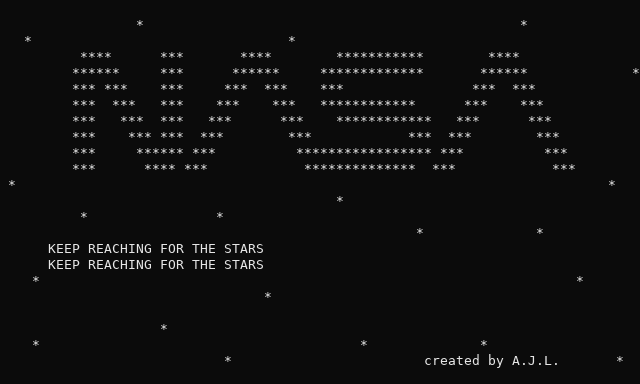 NASA
KEEP REACHING FOR THE STARS
KEEP REACHING FOR THE STARS
created by A.J.L.